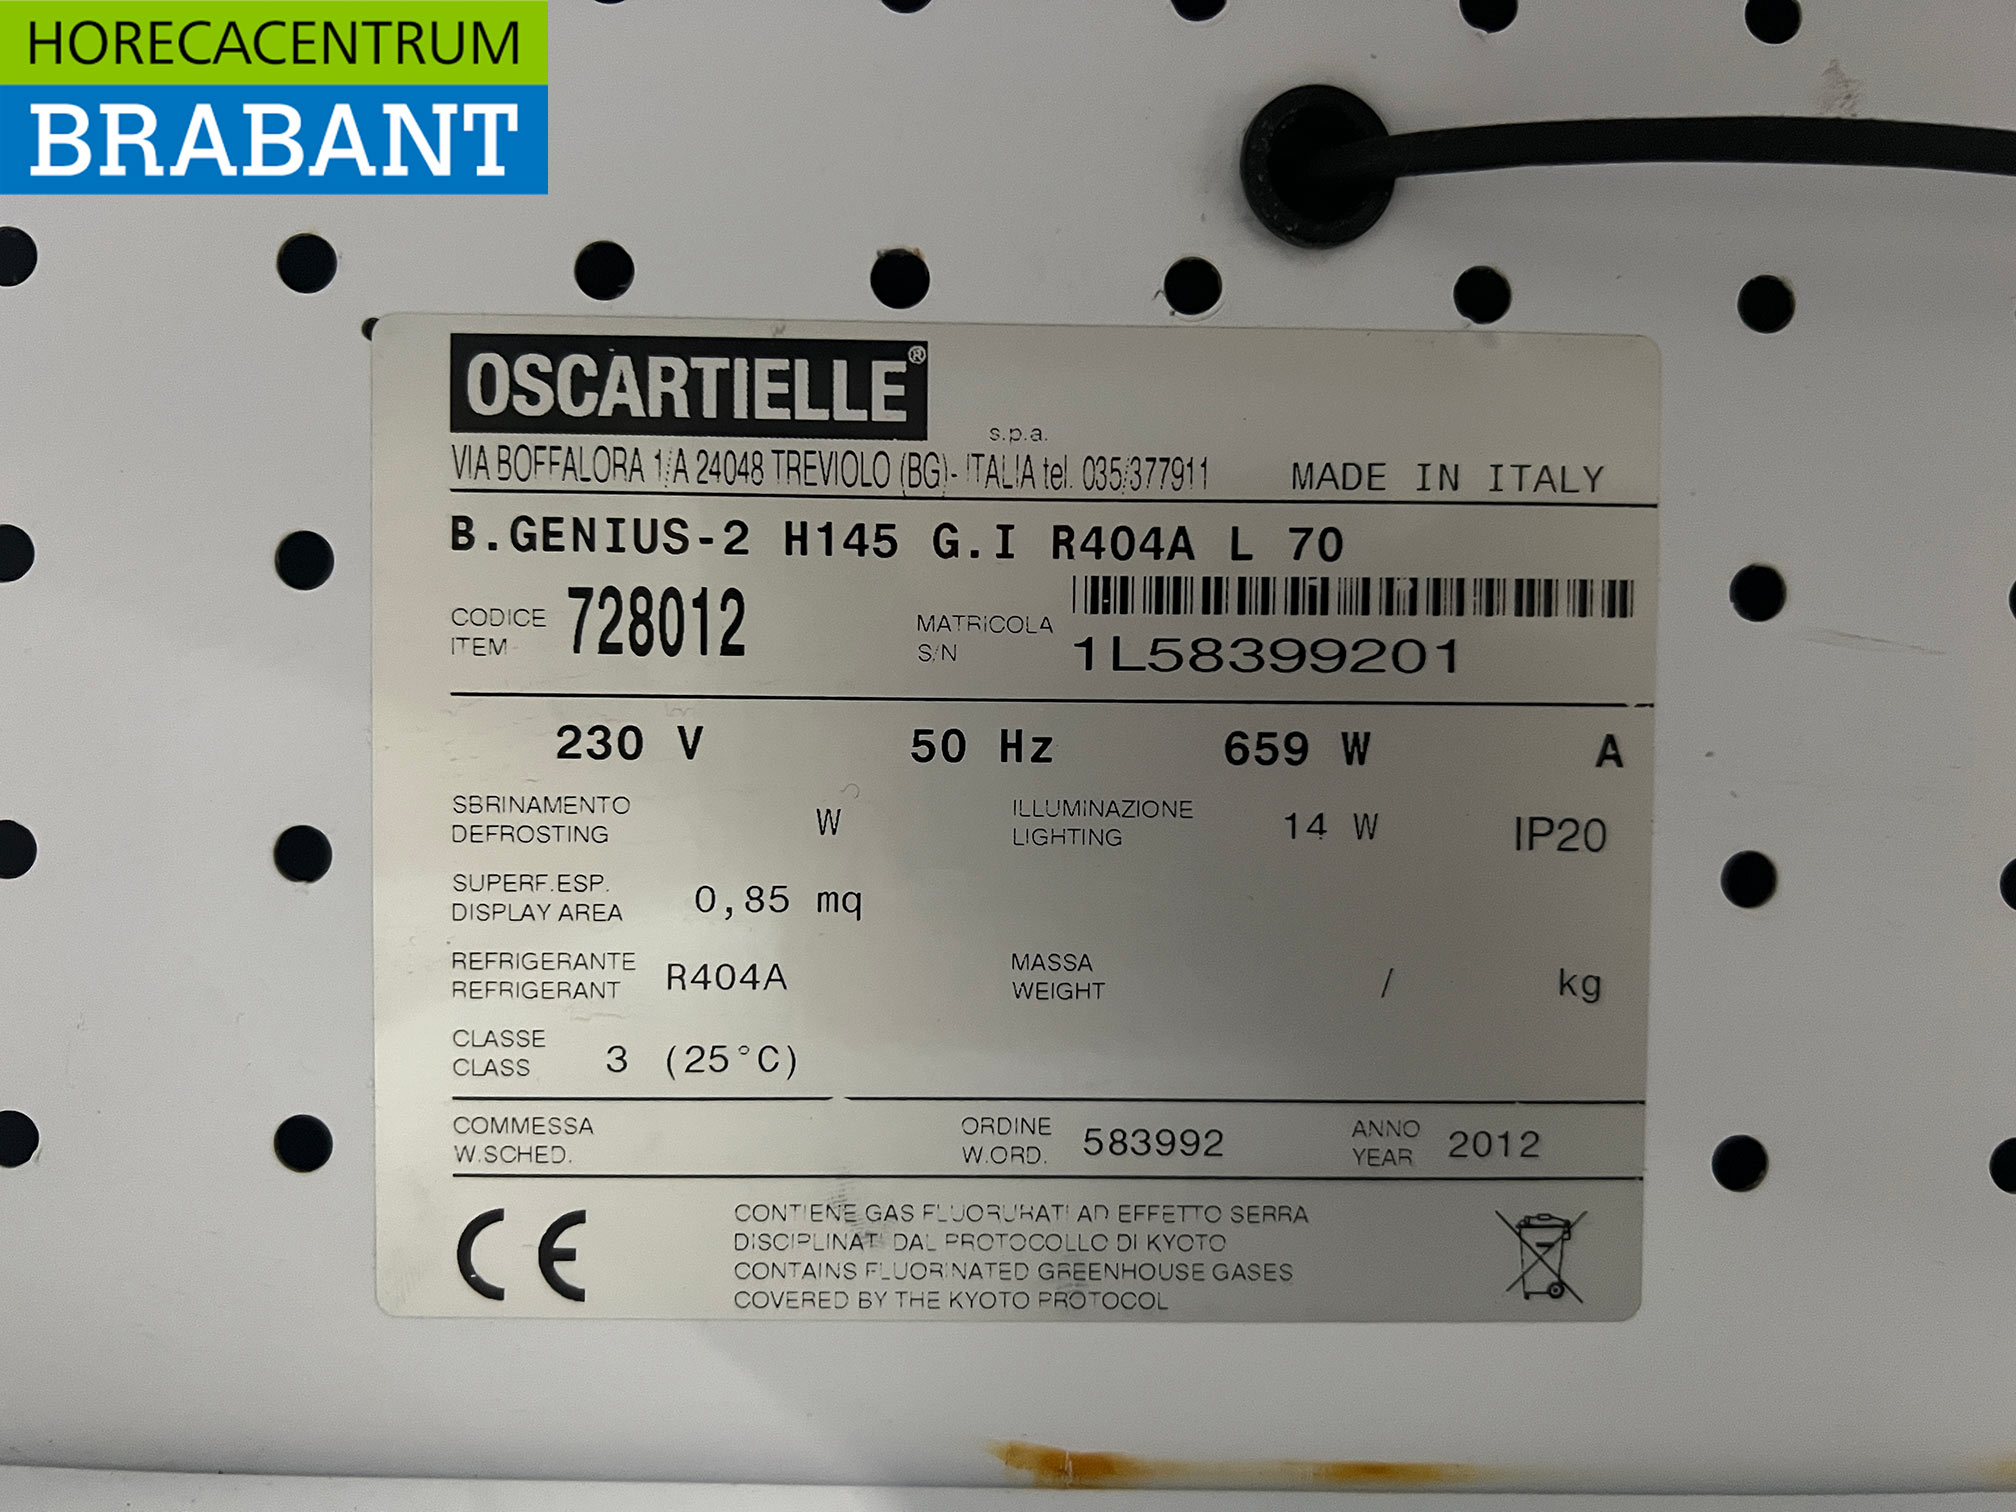 HORECACENTRUM
BRABANT
OSCARTIELLE®
s.p.a.
VIA BOFFALORA 1/A 24048 TREVIOLO (BG)- ITALIA tel. 035/377911 MADE IN ITALY
B.GENIUS-2 H145 G.I R404A L 70
CODICE
ITEM
728012
MATRICOLA
S/N
1L58399201
230 V 50 Hz 659 W A
SBRINAMENTO
DEFROSTING
W
ILLUMINAZIONE
LIGHTING
14 W
IP20
SUPERF.ESP.
DISPLAY AREA
0,85 mq
REFRIGERANTE
REFRIGERANT
R404A
MASSA
WEIGHT
/ kg
CLASSE
CLASS
3 (25°C)
COMMESSA
W.SCHED.
ORDINE
W.ORD.
583992
ANNO
YEAR
2012
CE
CONTIENE GAS FLUORURATI AD EFFETTO SERRA
DISCIPLINATI DAL PROTOCOLLO DI KYOTO
CONTAINS FLUORINATED GREENHOUSE GASES
COVERED BY THE KYOTO PROTOCOL